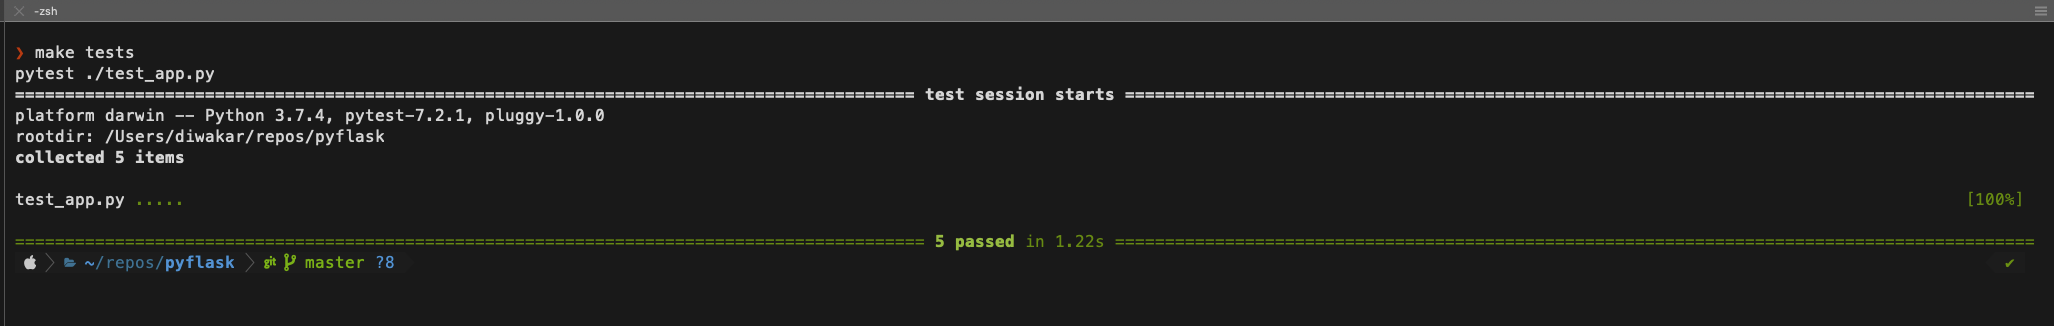 -zsh
❯ make tests
pytest ./test_app.py
========================================================================================== test session starts ===========================================================================================
platform darwin -- Python 3.7.4, pytest-7.2.1, pluggy-1.0.0
rootdir: /Users/diwakar/repos/pyflask
collected 5 items
test_app.py ..... [100%]
=========================================================================================== 5 passed in 1.22s ============================================================================================
~/repos/pyflask git master ?8 ✔